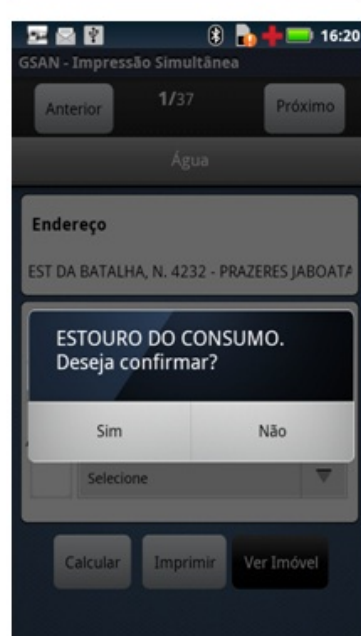 16:20
GSAN - Impressão Simultânea
Anterior
1/37
Próximo
Água
Endereço
EST DA BATALHA, N. 4232 - PRAZERES JABOATA
ESTOURO DO CONSUMO.
Deseja confirmar?
Sim
Não
Selecione
Calcular
Imprimir
Ver Imóvel